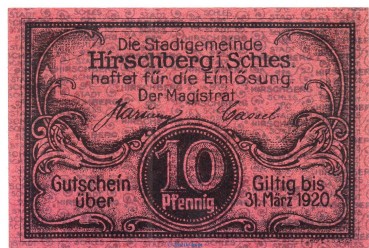 Die Stadtgemeinde
Hirschberg i. Schles.
haftet für die Einlösung
Der Magistrat
10
Pfennig.
Gutschein
über
Giltig bis
31. März 1920.